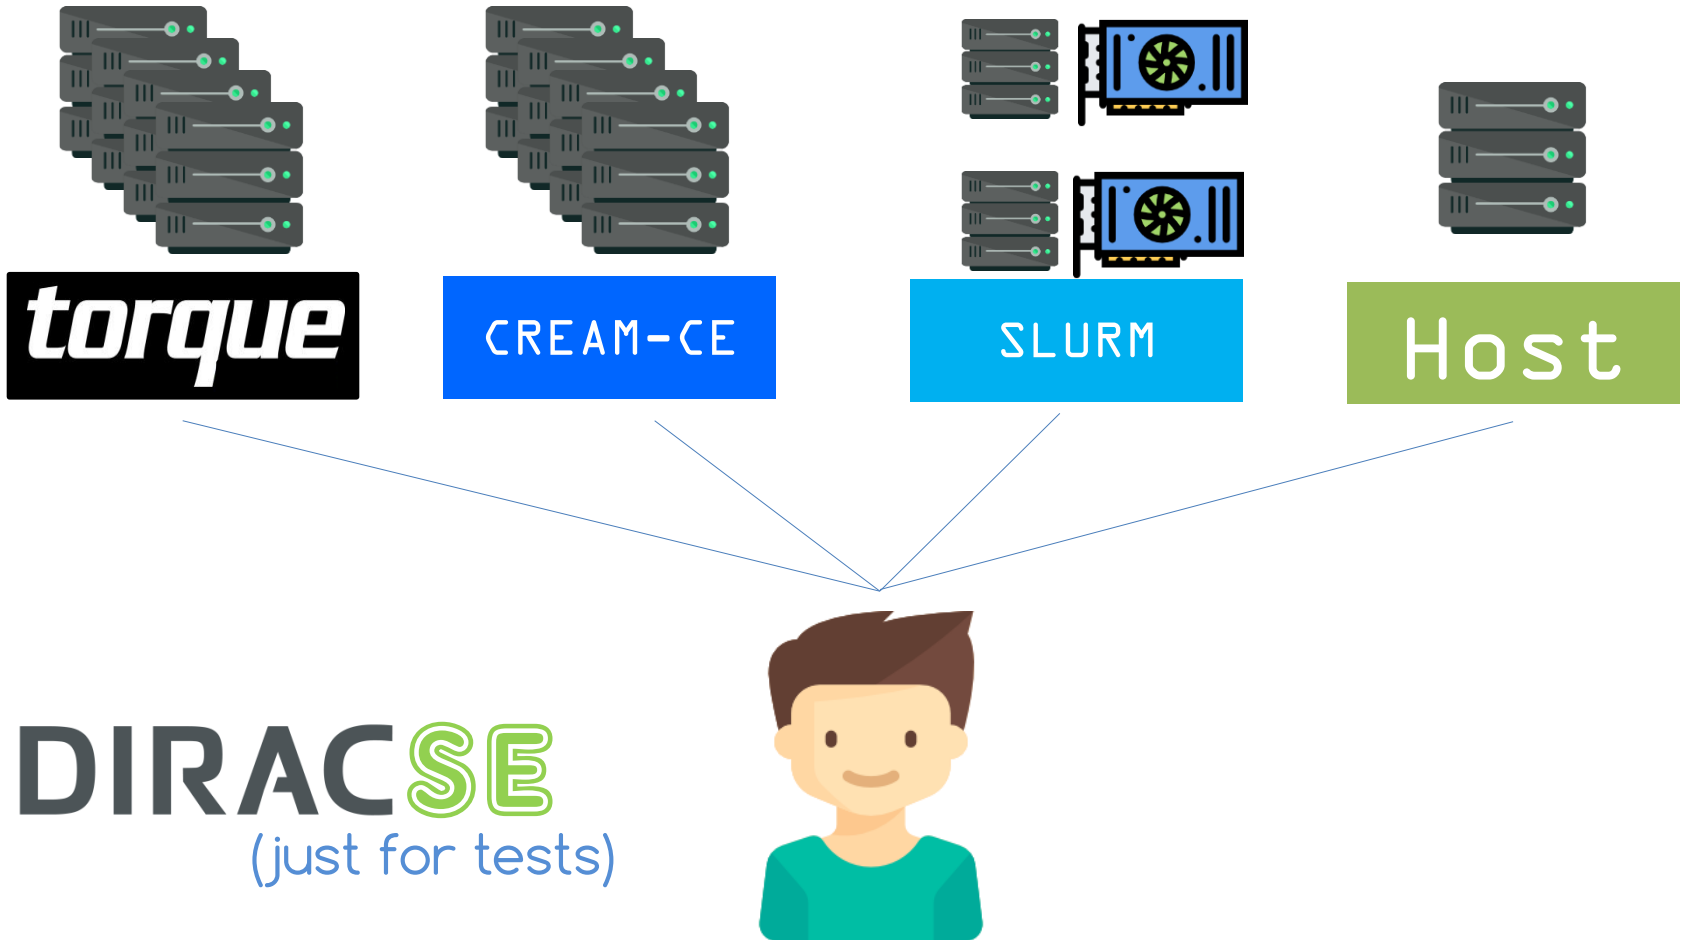 torque
CREAM-CE
SLURM
Host
DIRACSE
(just for tests)